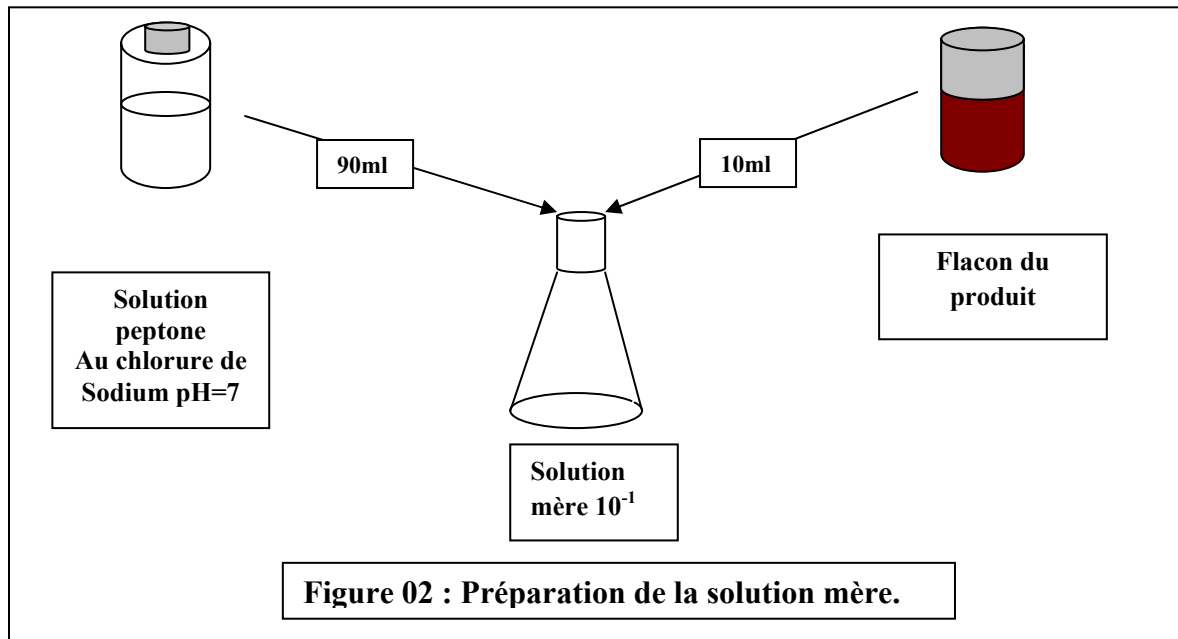 90ml
10ml
Solution
peptone
Au chlorure de
Sodium pH=7
Flacon du
produit
Solution
mère 10⁻¹
Figure 02 : Préparation de la solution mère.